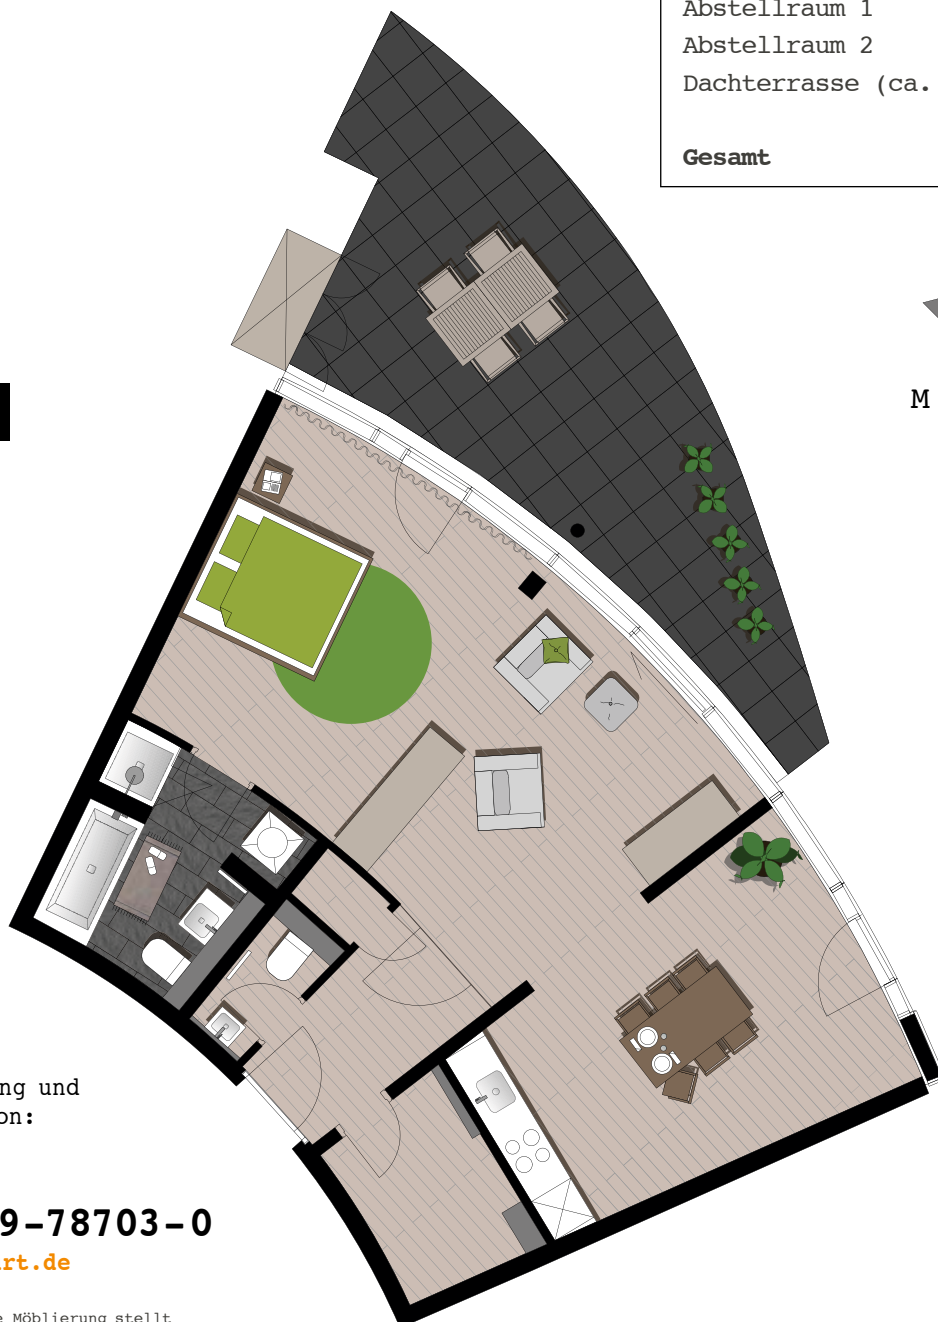 Abstellraum 1
Abstellraum 2
Dachterrasse (ca.
Gesamt
M
ng und
on:
9-78703-0
rt.de
e Möblierung stellt